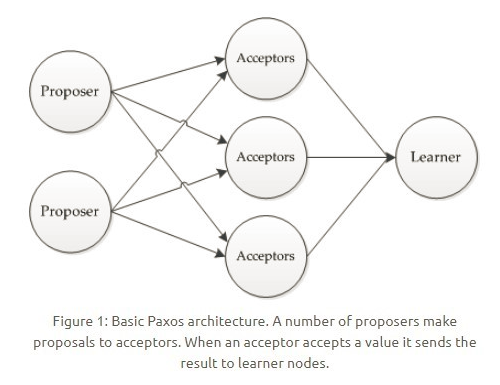 Proposer
Proposer
Acceptors
Acceptors
Acceptors
Learner
Figure 1: Basic Paxos architecture. A number of proposers make
proposals to acceptors. When an acceptor accepts a value it sends the
result to learner nodes.